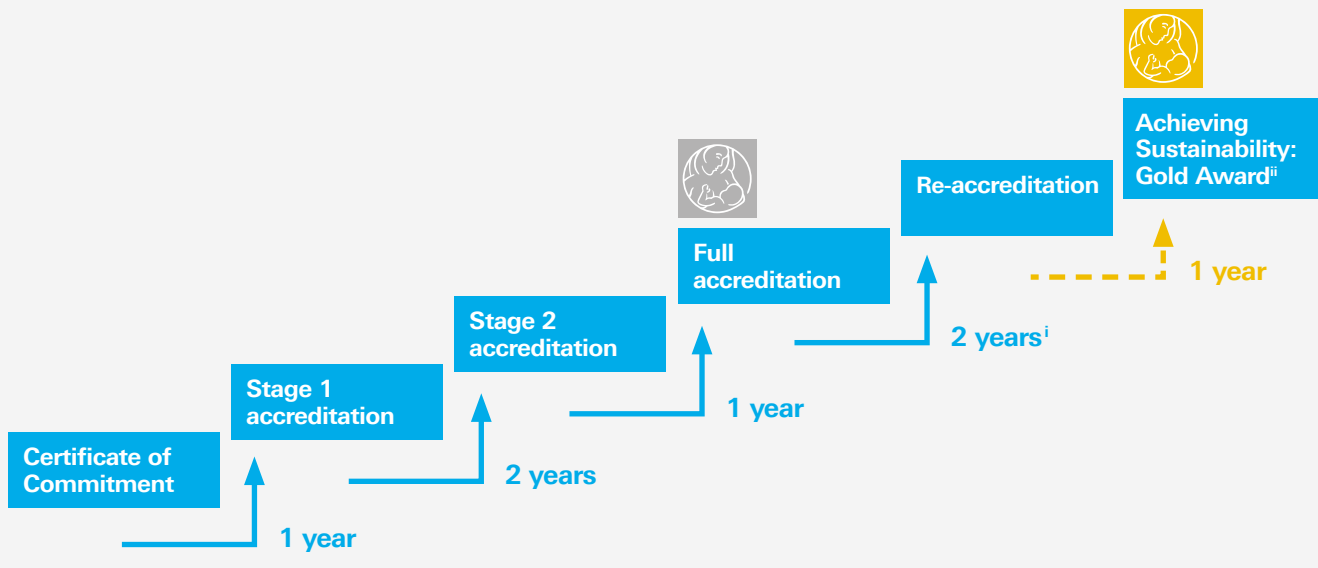 Certificate of
Commitment
1 year
Stage 1
accreditation
2 years
Stage 2
accreditation
1 year
Full
accreditation
2 yearsⁱ
Re-accreditation
1 year
Achieving
Sustainability:
Gold Awardⁱⁱ